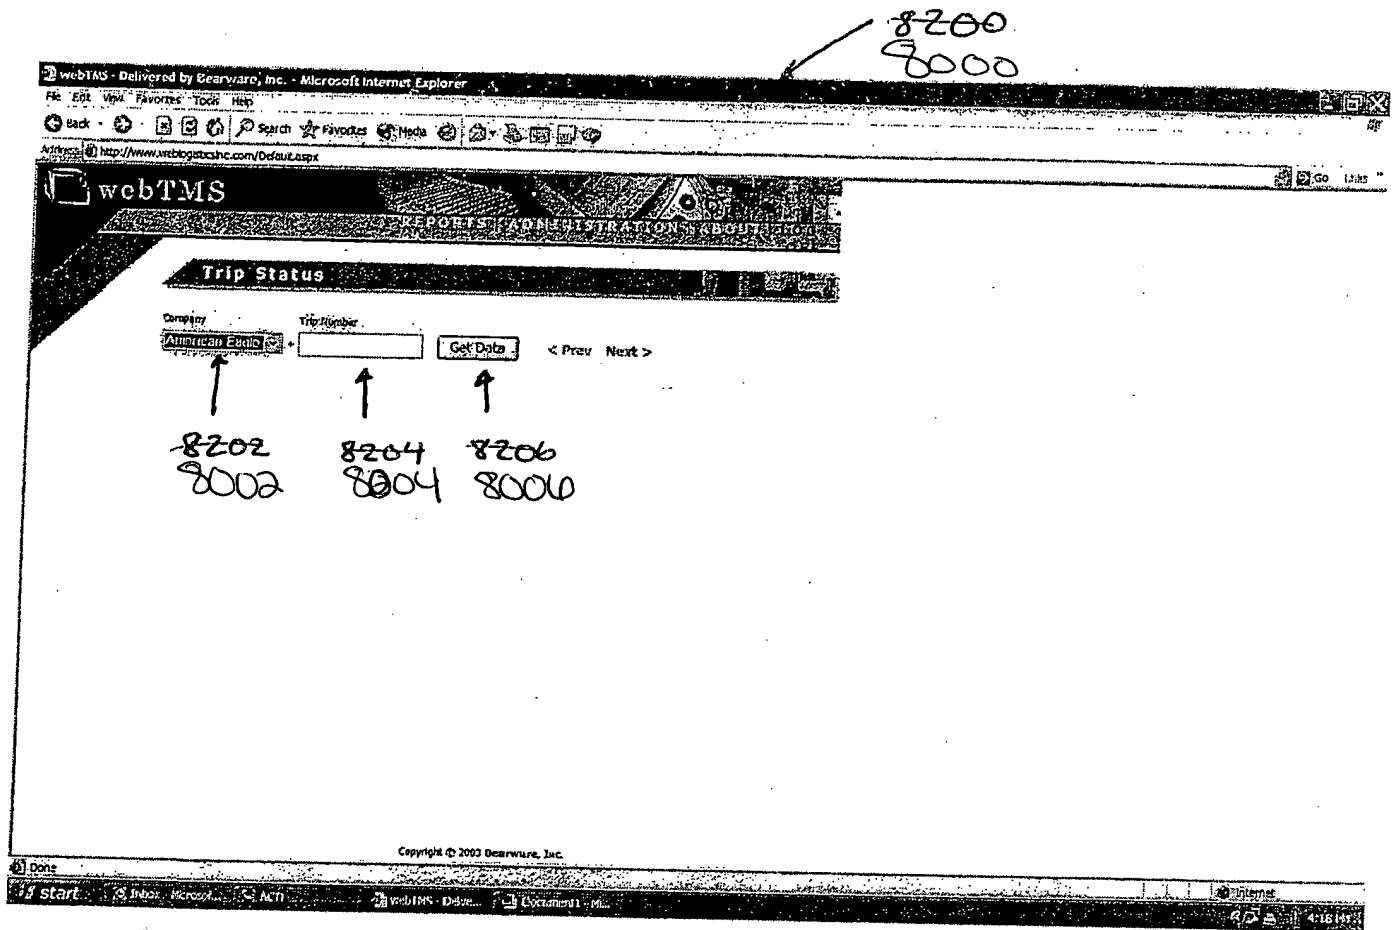 8200
8000
webTMS - Delivered by Bearware, Inc. - Microsoft Internet Explorer
File Edit View Favorites Tools Help
Back Search Favorites Media
Address http://www.weblogisticsinc.com/Default.aspx Go Links »
webTMS
REPORTS ADMINISTRATION ABOUT
Trip Status
Company Trip Number
American Eagle - Get Data < Prev Next >
8202 8204 8206
8002 8004 8006
Copyright © 2003 Bearware, Inc.
Done Internet
start Inbox - Microsof... ACT! webTMS - Delive... Document1 - Mi...